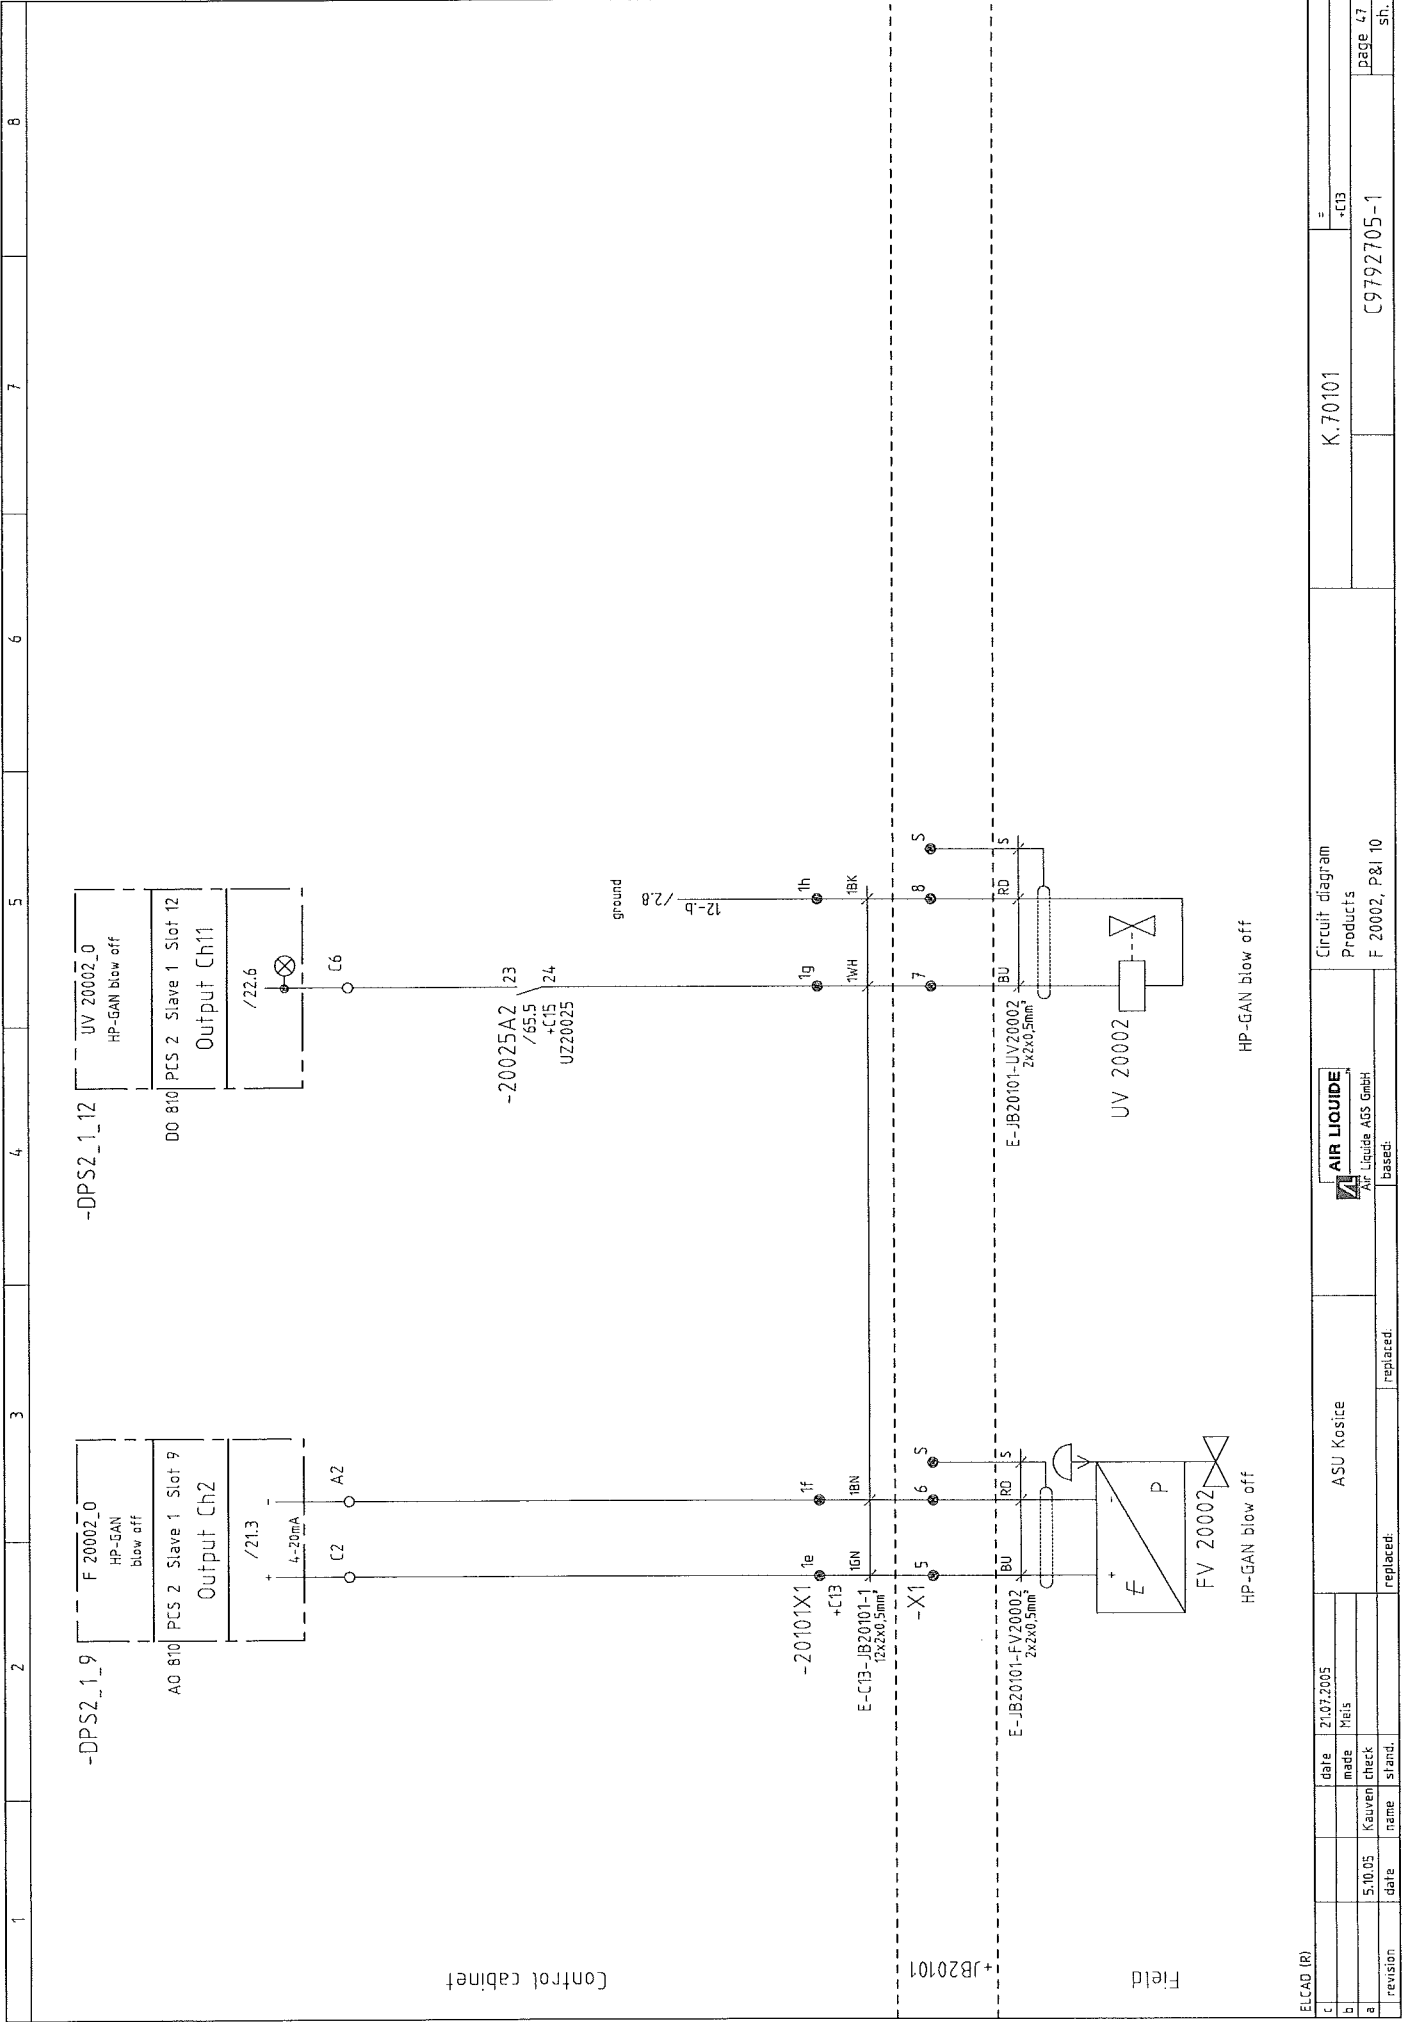 1 2 3 4 5 6 7 8
-DPS2_1_9
F 20002_0
HP-GAN
blow off
AO 810 PCS 2 Slave 1 Slot 9
Output Ch2
/21.3
+ -
4-20mA
C2 A2
-DPS2_1_12
UV 20002_0
HP-GAN blow off
DO 810 PCS 2 Slave 1 Slot 12
Output Ch11
/22.6
C6
-20025A2 23
/65.5
+C15 24
UZ20025
ground
/2.8
12-.b
Control cabinet
-20101X1 1e 1f 1g 1h
+C13
1GN 1BN 1WH 1BK
E-C13-JB20101-1
12x2x0,5mm²
+JB20101
-X1 5 6 S 7 8 S
BU RD S BU RD S
E-JB20101-FV20002
2x2x0,5mm²
E-JB20101-UV20002
2x2x0,5mm²
Field
+ -
E P
FV 20002
HP-GAN blow off
UV 20002
HP-GAN blow off
ELCAD (R)
c
b
a 5.10.05 Kauven
revision date name
date 21.07.2005
made Meis
check
stand.
ASU Kosice
replaced: replaced:
AIR LIQUIDE
Air Liquide AGS GmbH
based:
Circuit diagram
Products
F 20002, P&I 10
K.70101
=
+C13
C9792705-1
page 47
sh.